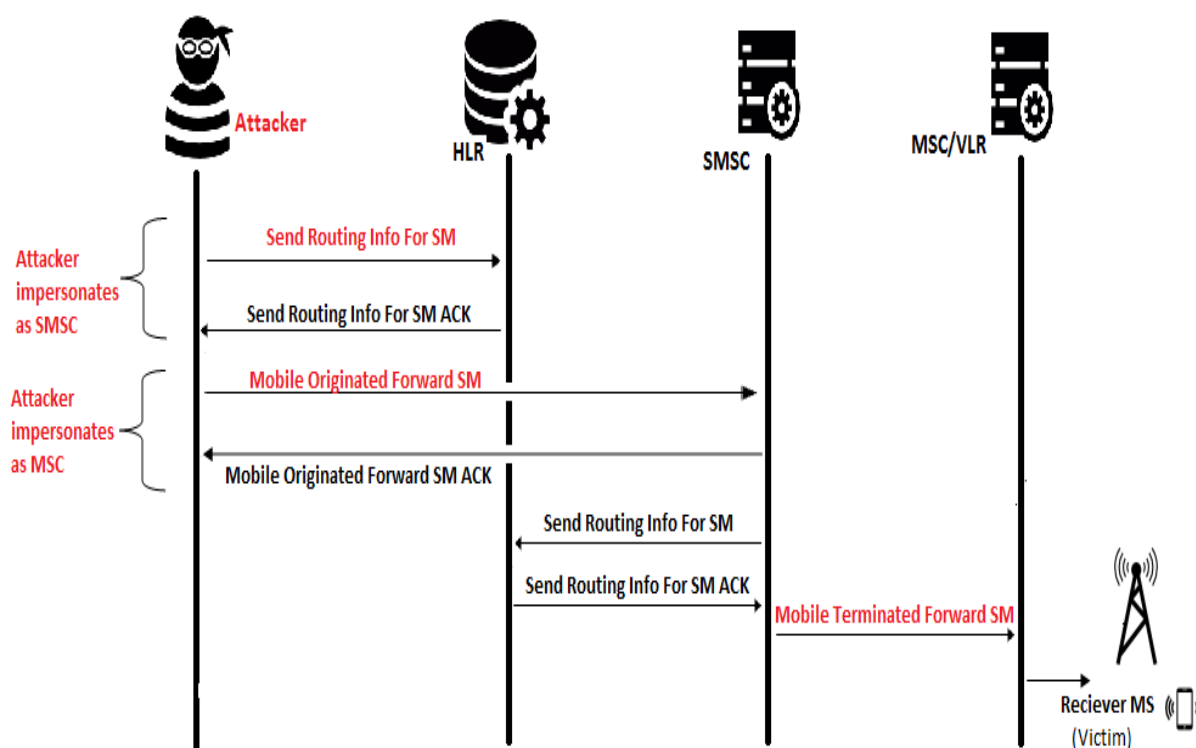 Attacker
HLR
SMSC
MSC/VLR
Send Routing Info For SM
Attacker
impersonates
as SMSC
Send Routing Info For SM ACK
Mobile Originated Forward SM
Attacker
impersonates
as MSC
Mobile Originated Forward SM ACK
Send Routing Info For SM
Send Routing Info For SM ACK
Mobile Terminated Forward SM
Reciever MS
(Victim)